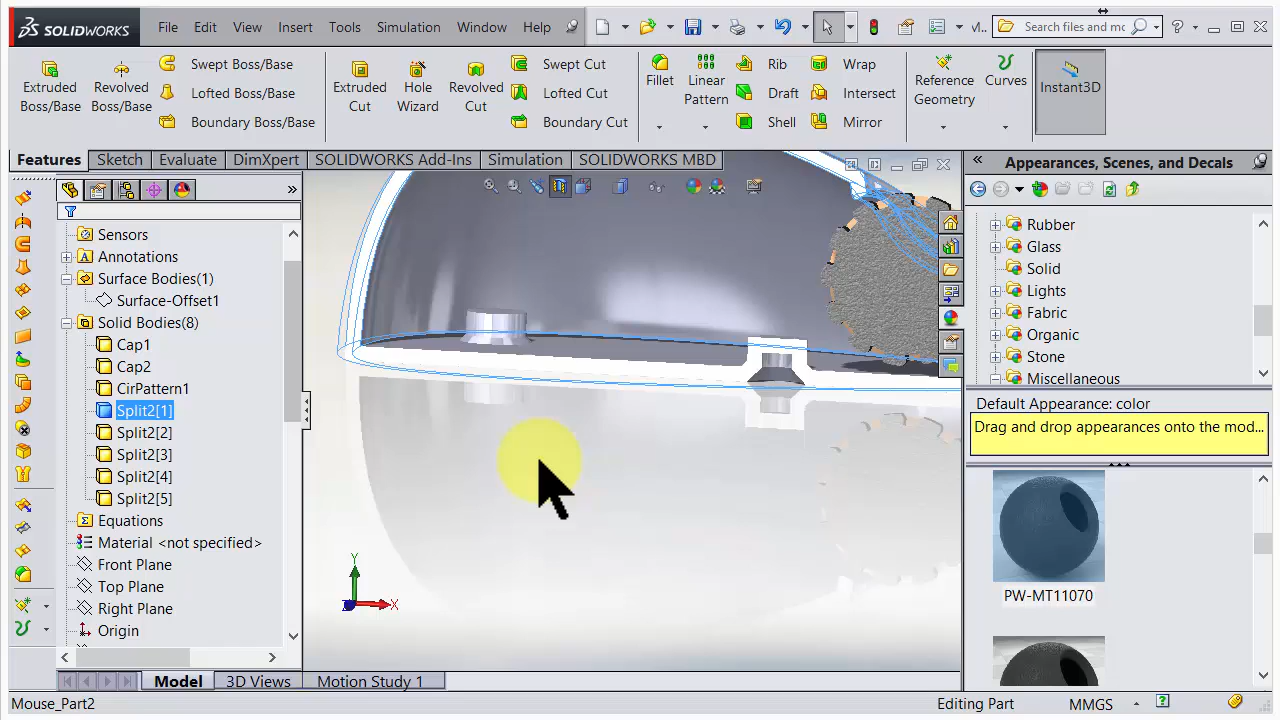 SOLIDWORKS File Edit View Insert Tools Simulation Window Help Search files and mo
Extruded Boss/Base
Revolved Boss/Base
Swept Boss/Base
Lofted Boss/Base
Boundary Boss/Base
Extruded Cut
Hole Wizard
Revolved Cut
Swept Cut
Lofted Cut
Boundary Cut
Fillet
Linear Pattern
Rib
Draft
Shell
Wrap
Intersect
Mirror
Reference Geometry
Curves
Instant3D
Features Sketch Evaluate DimXpert SOLIDWORKS Add-Ins Simulation SOLIDWORKS MBD
Sensors
Annotations
Surface Bodies(1)
Surface-Offset1
Solid Bodies(8)
Cap1
Cap2
CirPattern1
Split2[1]
Split2[2]
Split2[3]
Split2[4]
Split2[5]
Equations
Material <not specified>
Front Plane
Top Plane
Right Plane
Origin
Y
X
Appearances, Scenes, and Decals
Rubber
Glass
Solid
Lights
Fabric
Organic
Stone
Miscellaneous
Default Appearance: color
Drag and drop appearances onto the mod...
PW-MT11070
Model 3D Views Motion Study 1
Mouse_Part2 Editing Part MMGS